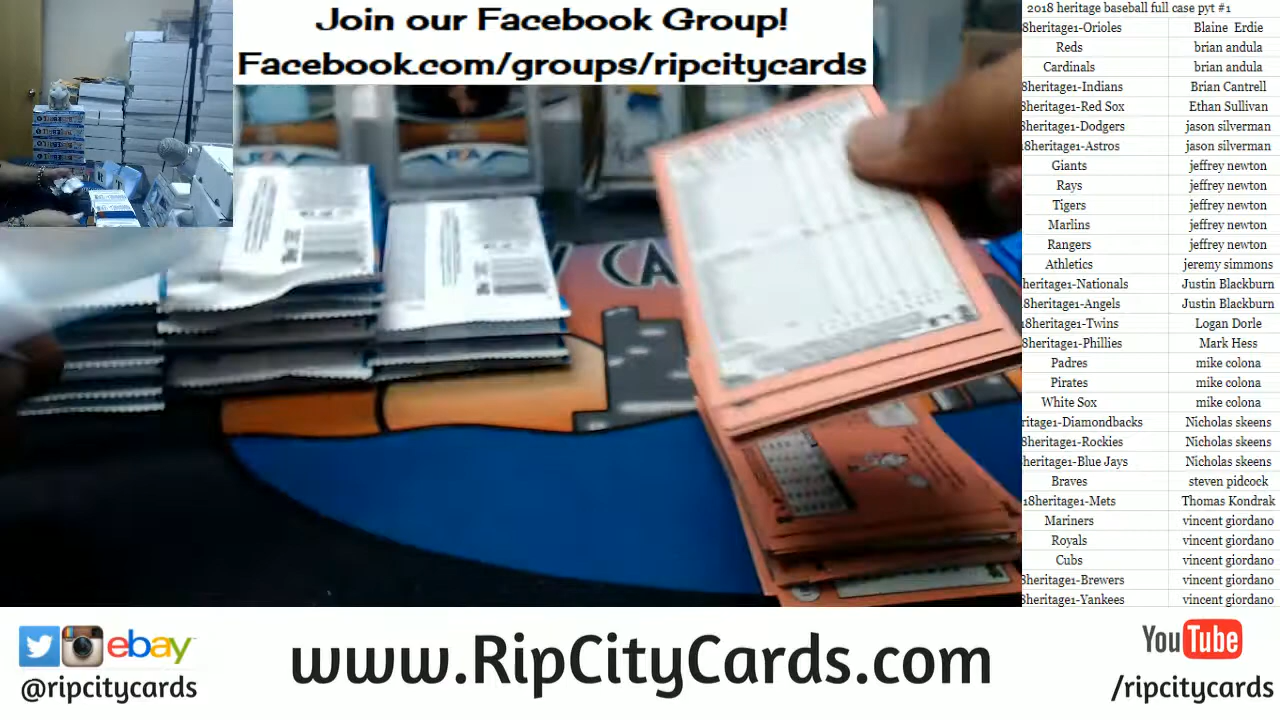 Join our Facebook Group!
Facebook.com/groups/ripcitycards
2018 heritage baseball full case pyt #1
8heritage1-Orioles Blaine Erdie
Reds brian andula
Cardinals brian andula
8heritage1-Indians Brian Cantrell
8heritage1-Red Sox Ethan Sullivan
8heritage1-Dodgers jason silverman
18heritage1-Astros jason silverman
Giants jeffrey newton
Rays jeffrey newton
Tigers jeffrey newton
Marlins jeffrey newton
Rangers jeffrey newton
Athletics jeremy simmons
heritage1-Nationals Justin Blackburn
8heritage1-Angels Justin Blackburn
18heritage1-Twins Logan Dorle
8heritage1-Phillies Mark Hess
Padres mike colona
Pirates mike colona
White Sox mike colona
ritage1-Diamondbacks Nicholas skeens
8heritage1-Rockies Nicholas skeens
8heritage1-Blue Jays Nicholas skeens
Braves steven pidcock
18heritage1-Mets Thomas Kondrak
Mariners vincent giordano
Royals vincent giordano
Cubs vincent giordano
8heritage1-Brewers vincent giordano
8heritage1-Yankees vincent giordano
CA
ebay
@ripcitycards
www.RipCityCards.com
YouTube
/ripcitycards